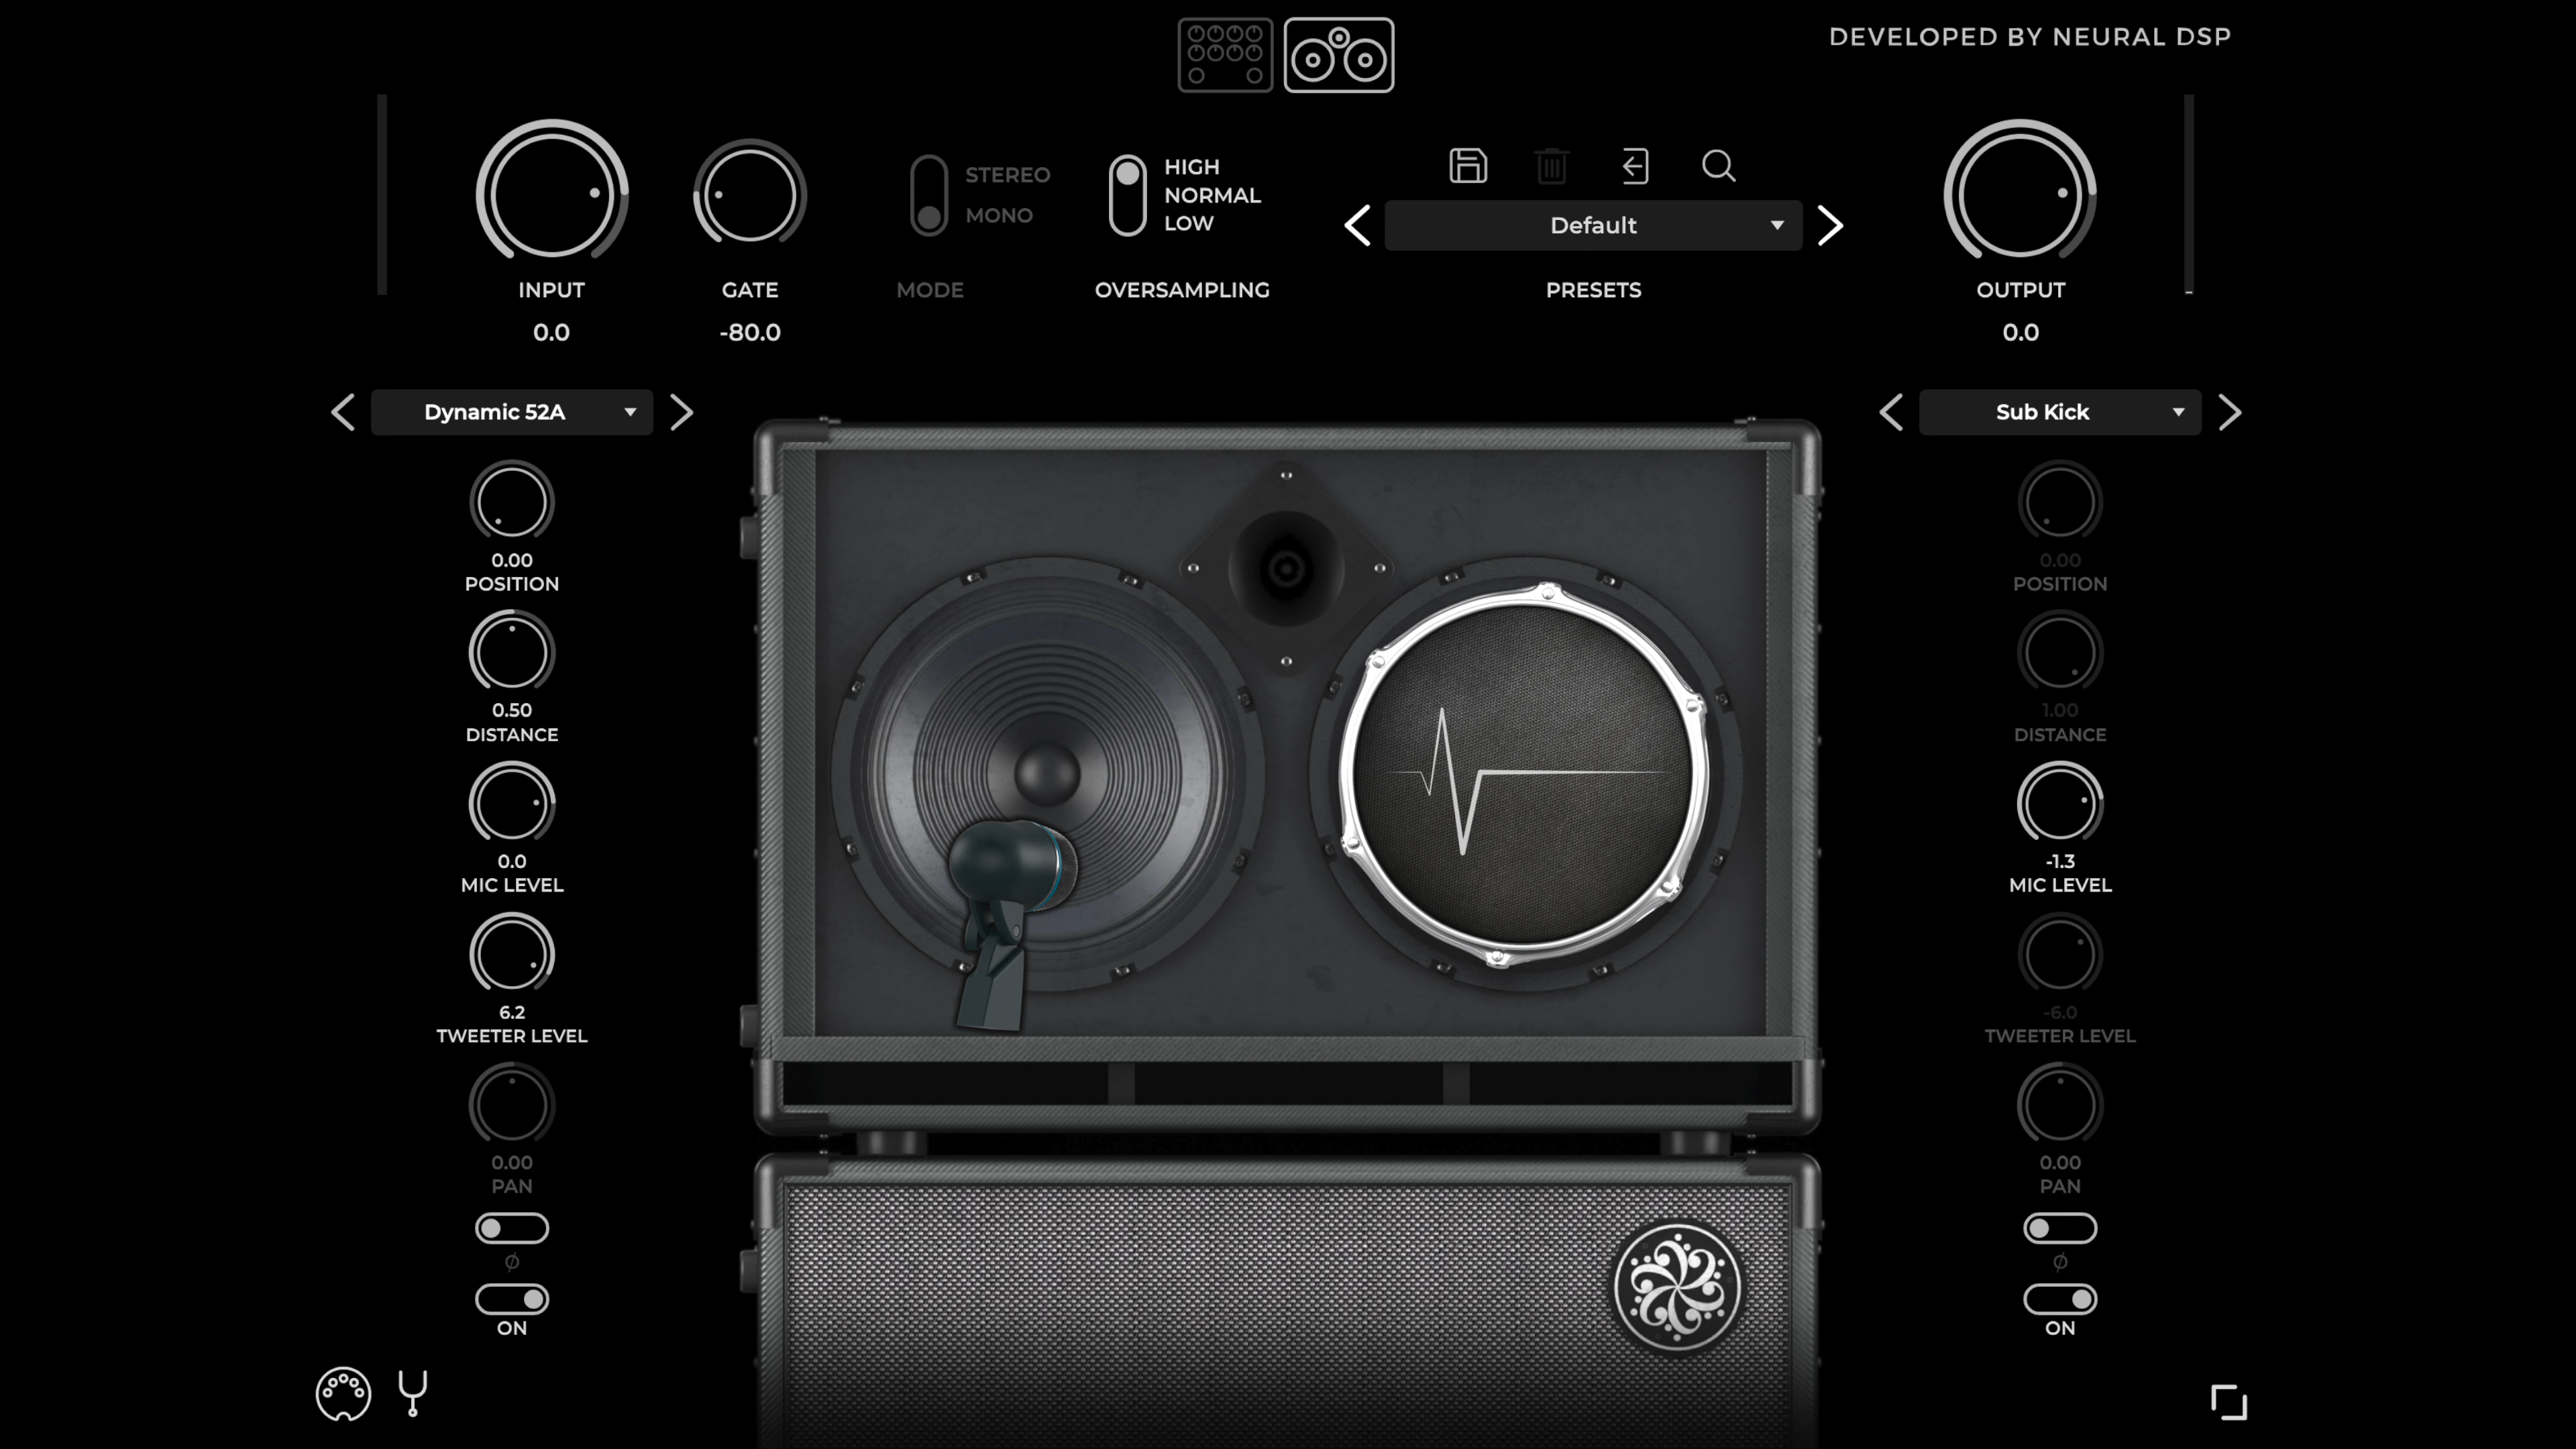 DEVELOPED BY NEURAL DSP
STEREO
MONO
HIGH
NORMAL
LOW
Default
INPUT
GATE
MODE
OVERSAMPLING
PRESETS
OUTPUT
0.0
-80.0
0.0
Dynamic 52A
0.00
POSITION
0.50
DISTANCE
0.0
MIC LEVEL
6.2
TWEETER LEVEL
0.00
PAN
Ø
ON
Sub Kick
0.00
POSITION
1.00
DISTANCE
-1.3
MIC LEVEL
-6.0
TWEETER LEVEL
0.00
PAN
Ø
ON